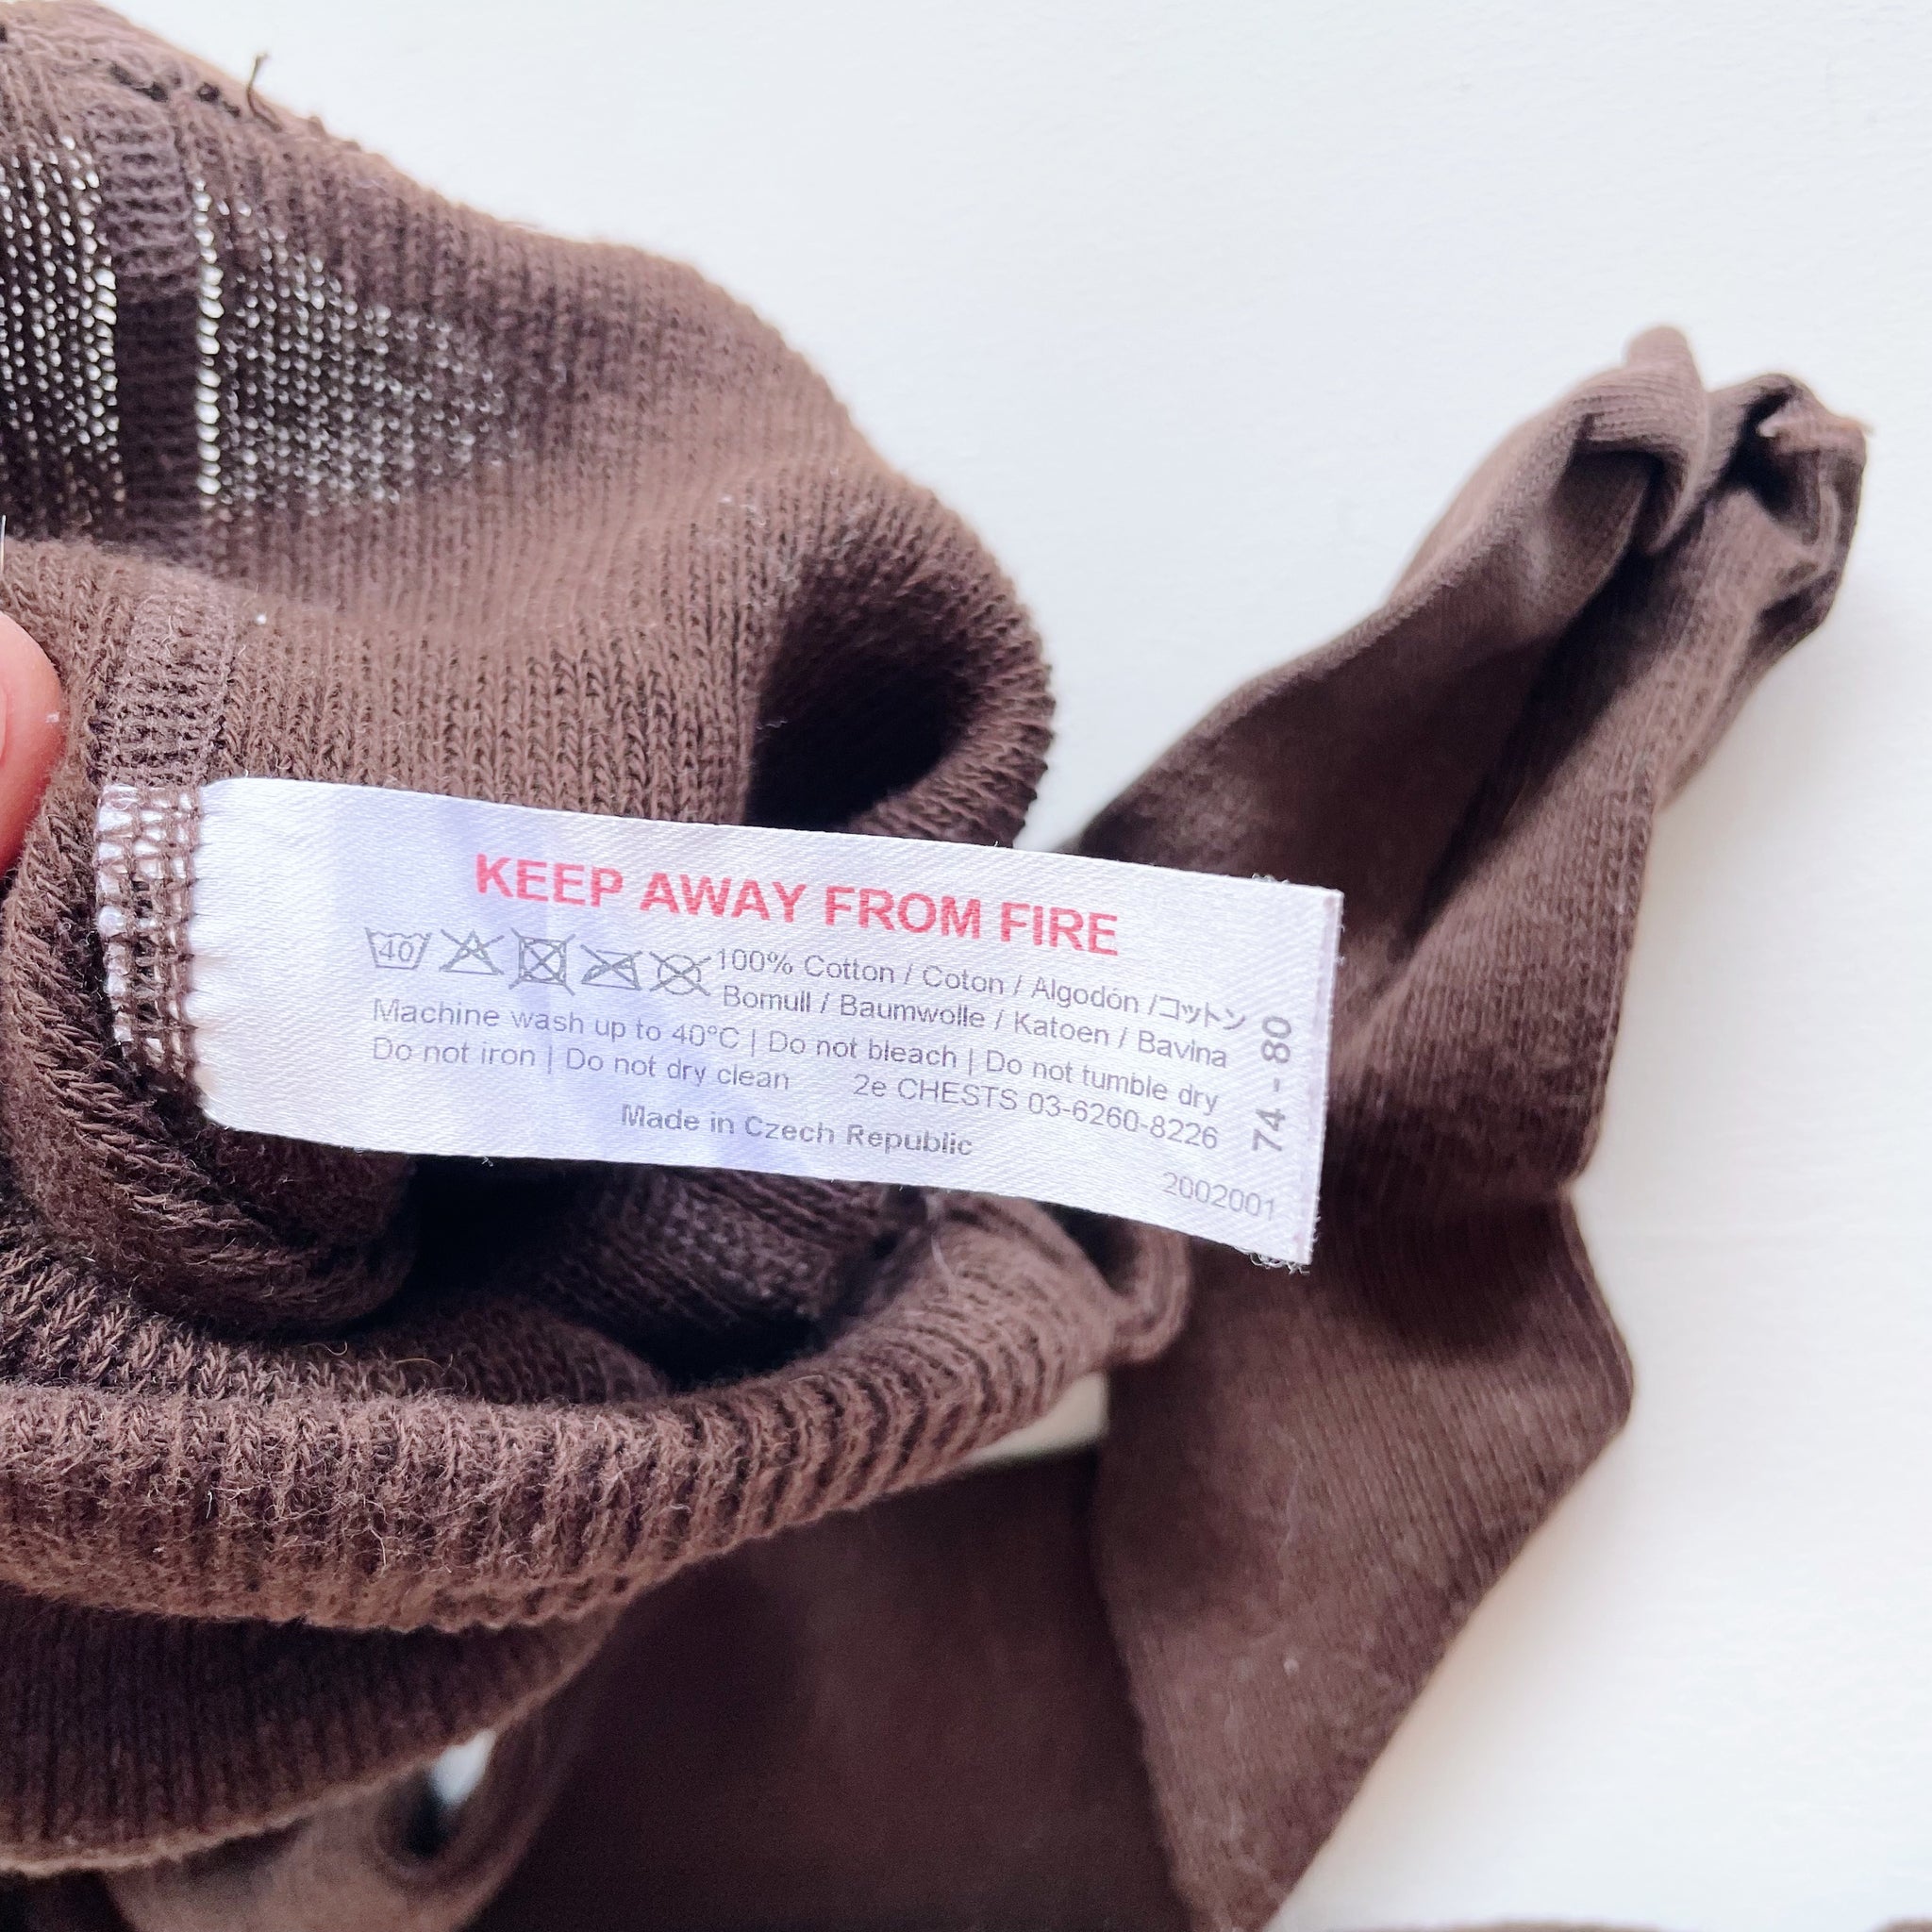 KEEP AWAY FROM FIRE
40
100% Cotton / Coton / Algodón /コットン
Bomull / Baumwolle / Katoen / Bavlna
Machine wash up to 40°C | Do not bleach | Do not tumble dry
Do not iron | Do not dry clean 2e CHESTS 03-6260-8226
Made in Czech Republic
2002001
74 - 80